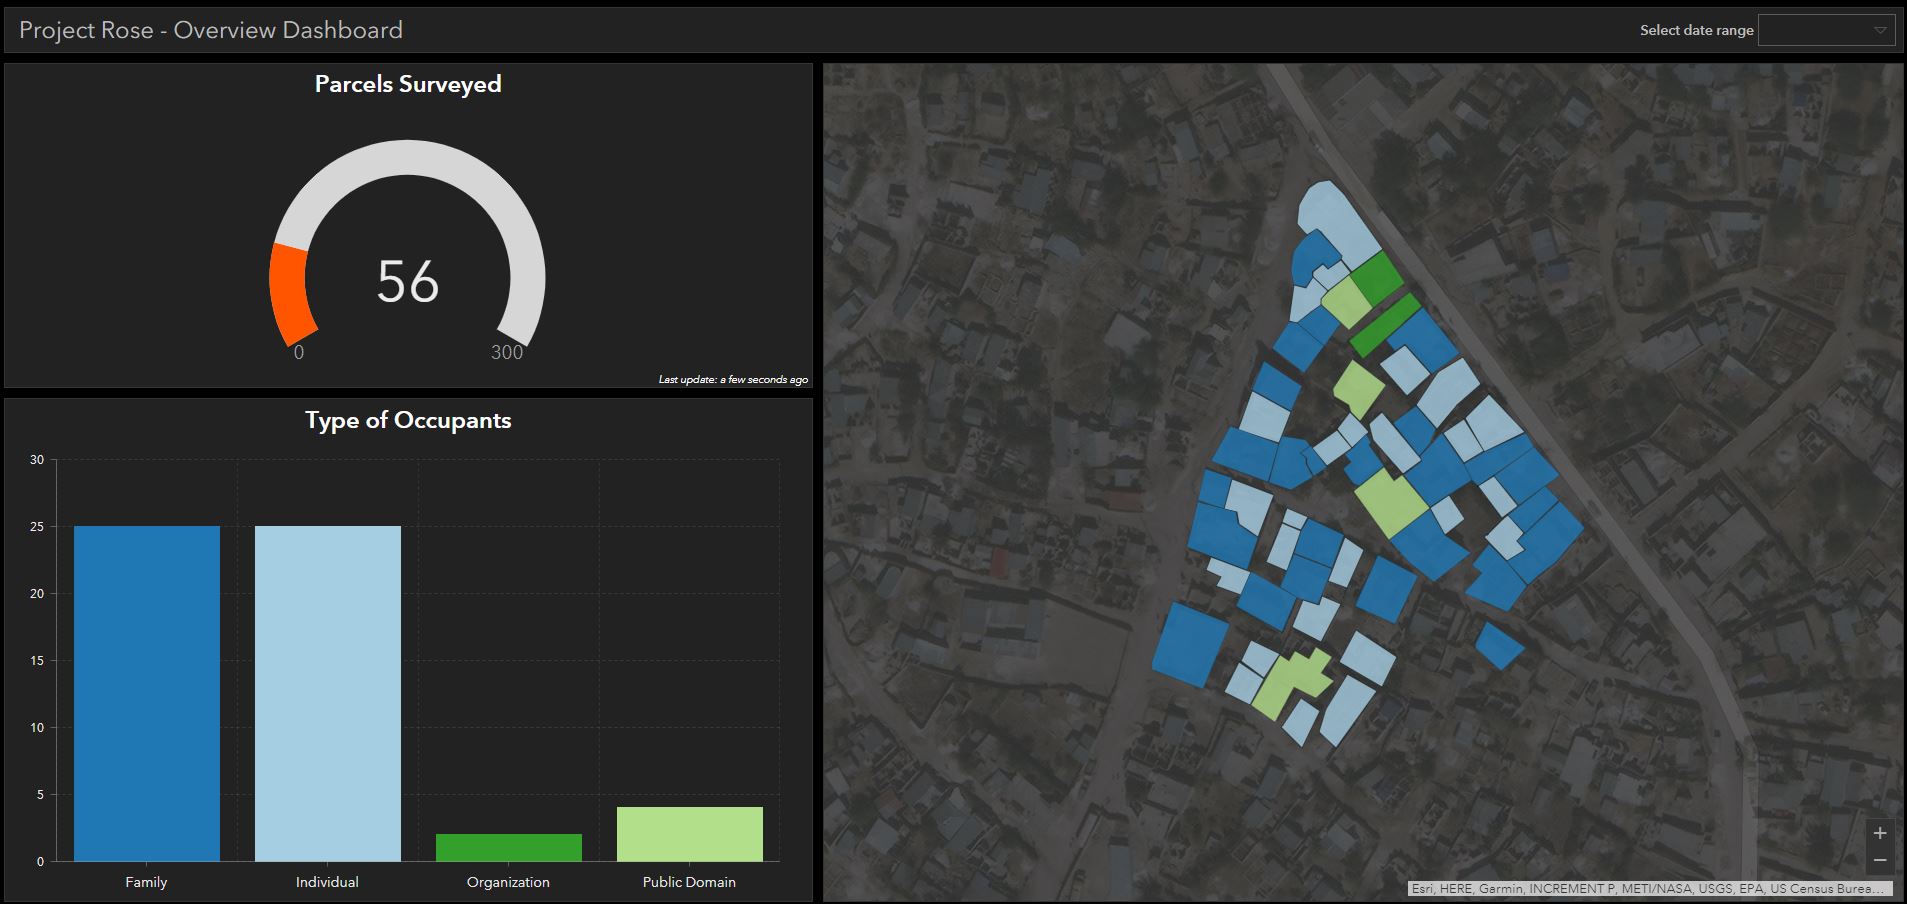 Project Rose - Overview Dashboard
Select date range
Parcels Surveyed
56
0
300
Last update: a few seconds ago
Type of Occupants
30
25
20
15
10
5
0
Family
Individual
Organization
Public Domain
+
−
Esri, HERE, Garmin, INCREMENT P, METI/NASA, USGS, EPA, US Census Burea...